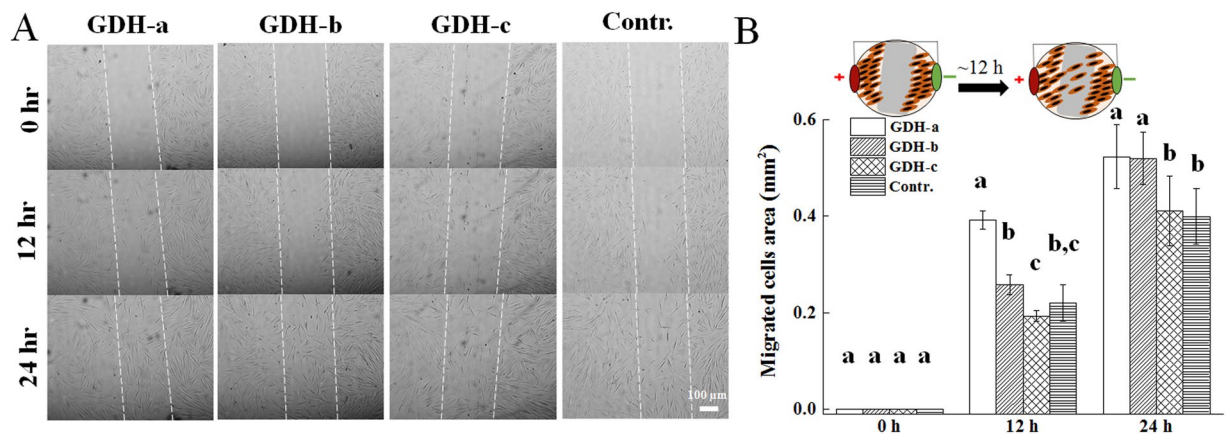 A
GDH-a
GDH-b
GDH-c
Contr.
0 hr
12 hr
24 hr
100 μm
B
+
~12 h
−
+
−
GDH-a
GDH-b
GDH-c
Contr.
Migrated cells area (mm²)
0.6
0.4
0.2
0.0
a a a a
a
b
c
b,c
a a
b
b
0 h
12 h
24 h